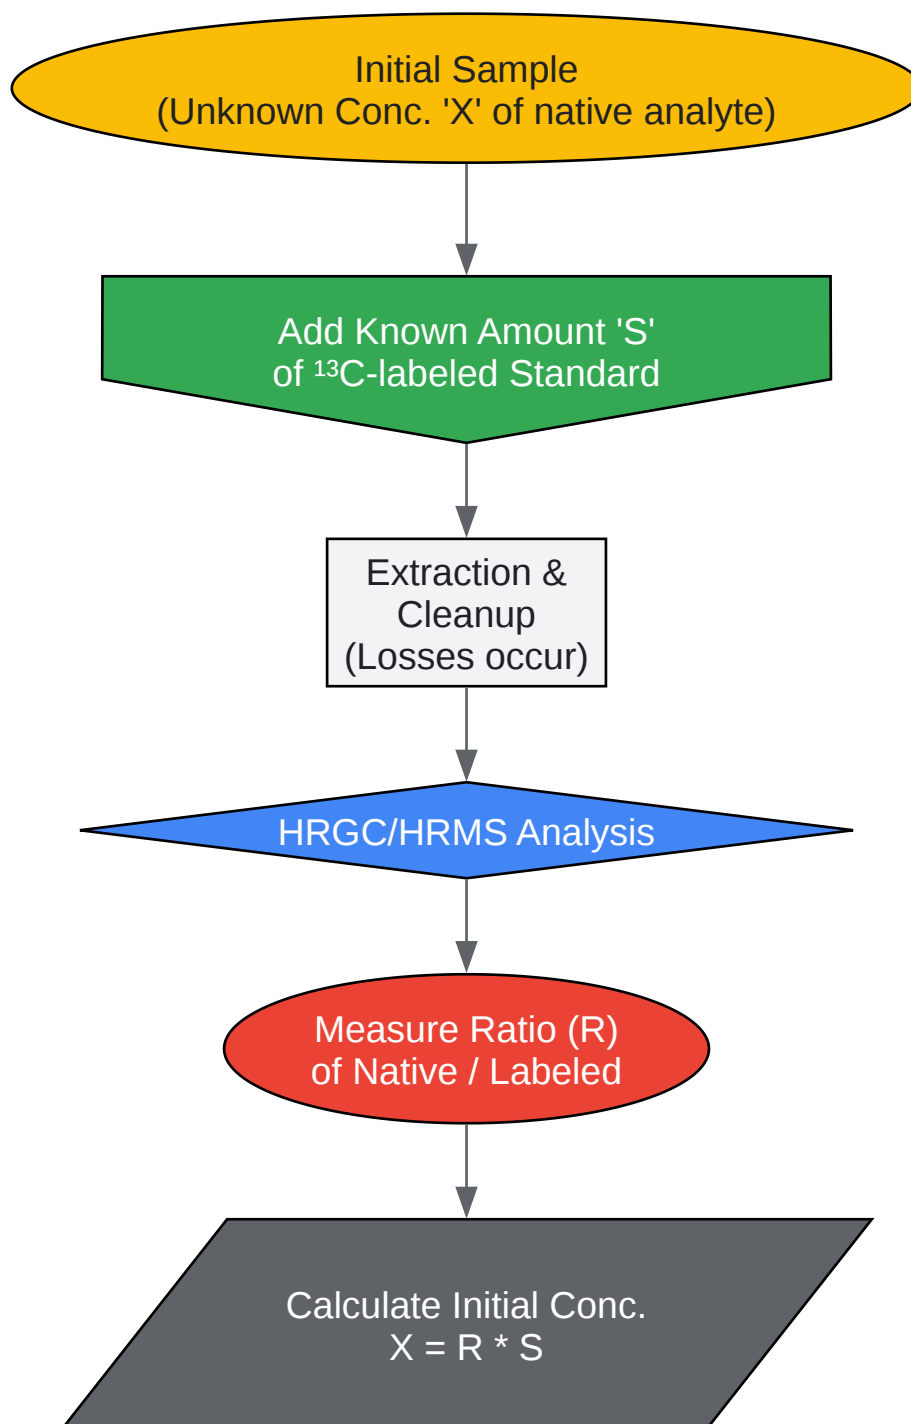 Initial Sample
(Unknown Conc. 'X' of native analyte)
Add Known Amount 'S'
of ¹³C-labeled Standard
Extraction &
Cleanup
(Losses occur)
HRGC/HRMS Analysis
Measure Ratio (R)
of Native / Labeled
Calculate Initial Conc.
X = R * S